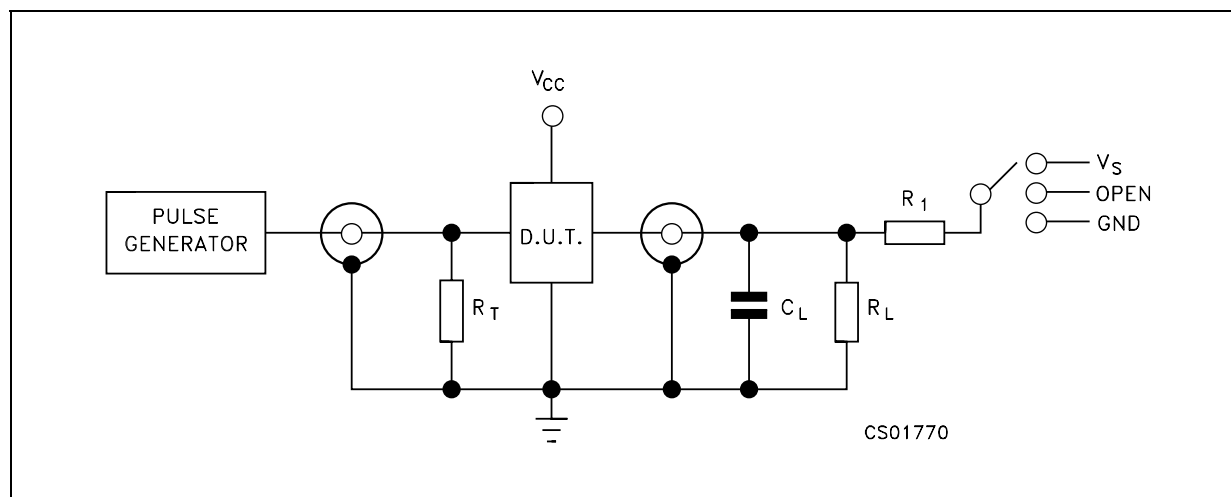 VCC
PULSE
GENERATOR
D.U.T.
R1
VS
OPEN
GND
RT
CL
RL
CS01770